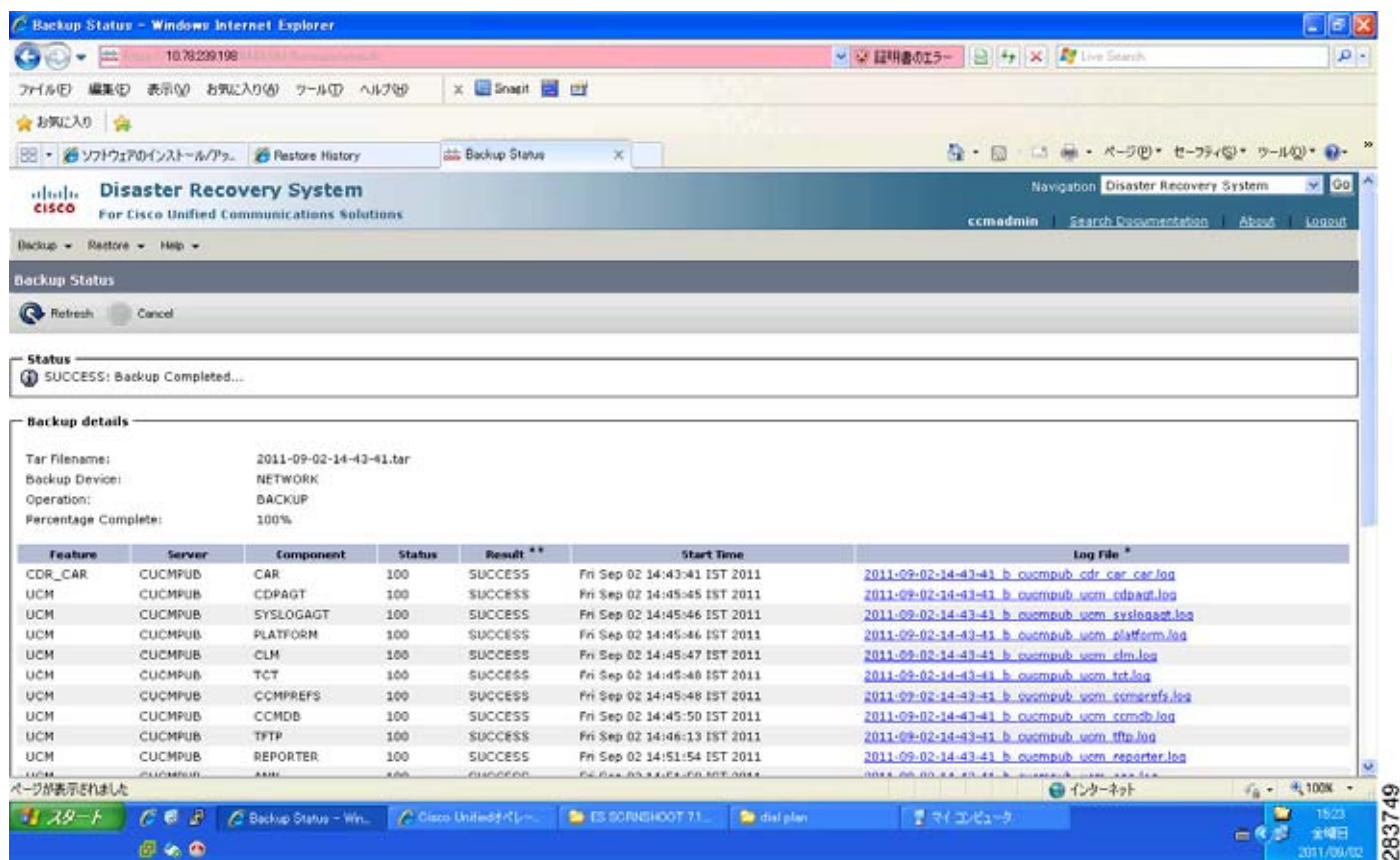 Backup Status - Windows Internet Explorer
10.78.239.198
証明書のエラー
Live Search
ファイル(F) 編集(E) 表示(V) お気に入り(A) ツール(T) ヘルプ(H) x SnagIt
お気に入り
ソフトウェアのインストール/アッ... Restore History Backup Status
ページ(P) セーフティ(S) ツール(O)
CISCO
Disaster Recovery System
For Cisco Unified Communications Solutions
Navigation Disaster Recovery System Go
ccmadmin Search Documentation About Logout
Backup Restore Help
Backup Status
Refresh Cancel
Status
SUCCESS: Backup Completed...
Backup details
Tar Filename: 2011-09-02-14-43-41.tar
Backup Device: NETWORK
Operation: BACKUP
Percentage Complete: 100%
Feature Server Component Status Result ** Start Time Log File *
CDR_CAR CUCMPUB CAR 100 SUCCESS Fri Sep 02 14:43:41 IST 2011 2011-09-02-14-43-41_b_cucmpub_cdr_car_car.log
UCM CUCMPUB CDPAGT 100 SUCCESS Fri Sep 02 14:45:45 IST 2011 2011-09-02-14-43-41_b_cucmpub_ucm_cdpagt.log
UCM CUCMPUB SYSLOGAGT 100 SUCCESS Fri Sep 02 14:45:46 IST 2011 2011-09-02-14-43-41_b_cucmpub_ucm_syslogagt.log
UCM CUCMPUB PLATFORM 100 SUCCESS Fri Sep 02 14:45:46 IST 2011 2011-09-02-14-43-41_b_cucmpub_ucm_platform.log
UCM CUCMPUB CLM 100 SUCCESS Fri Sep 02 14:45:47 IST 2011 2011-09-02-14-43-41_b_cucmpub_ucm_clm.log
UCM CUCMPUB TCT 100 SUCCESS Fri Sep 02 14:45:48 IST 2011 2011-09-02-14-43-41_b_cucmpub_ucm_tct.log
UCM CUCMPUB CCMPREFS 100 SUCCESS Fri Sep 02 14:45:48 IST 2011 2011-09-02-14-43-41_b_cucmpub_ucm_ccmprefs.log
UCM CUCMPUB CCMDB 100 SUCCESS Fri Sep 02 14:45:50 IST 2011 2011-09-02-14-43-41_b_cucmpub_ucm_ccmdb.log
UCM CUCMPUB TFTP 100 SUCCESS Fri Sep 02 14:46:13 IST 2011 2011-09-02-14-43-41_b_cucmpub_ucm_tftp.log
UCM CUCMPUB REPORTER 100 SUCCESS Fri Sep 02 14:51:54 IST 2011 2011-09-02-14-43-41_b_cucmpub_ucm_reporter.log
ページが表示されました インターネット 100%
スタート Backup Status - Win... Cisco Unified オペレー... ES SCRNSHOOT 7.1... dial plan マイ コンピュータ 15:23
金曜日
2011/09/02
283749